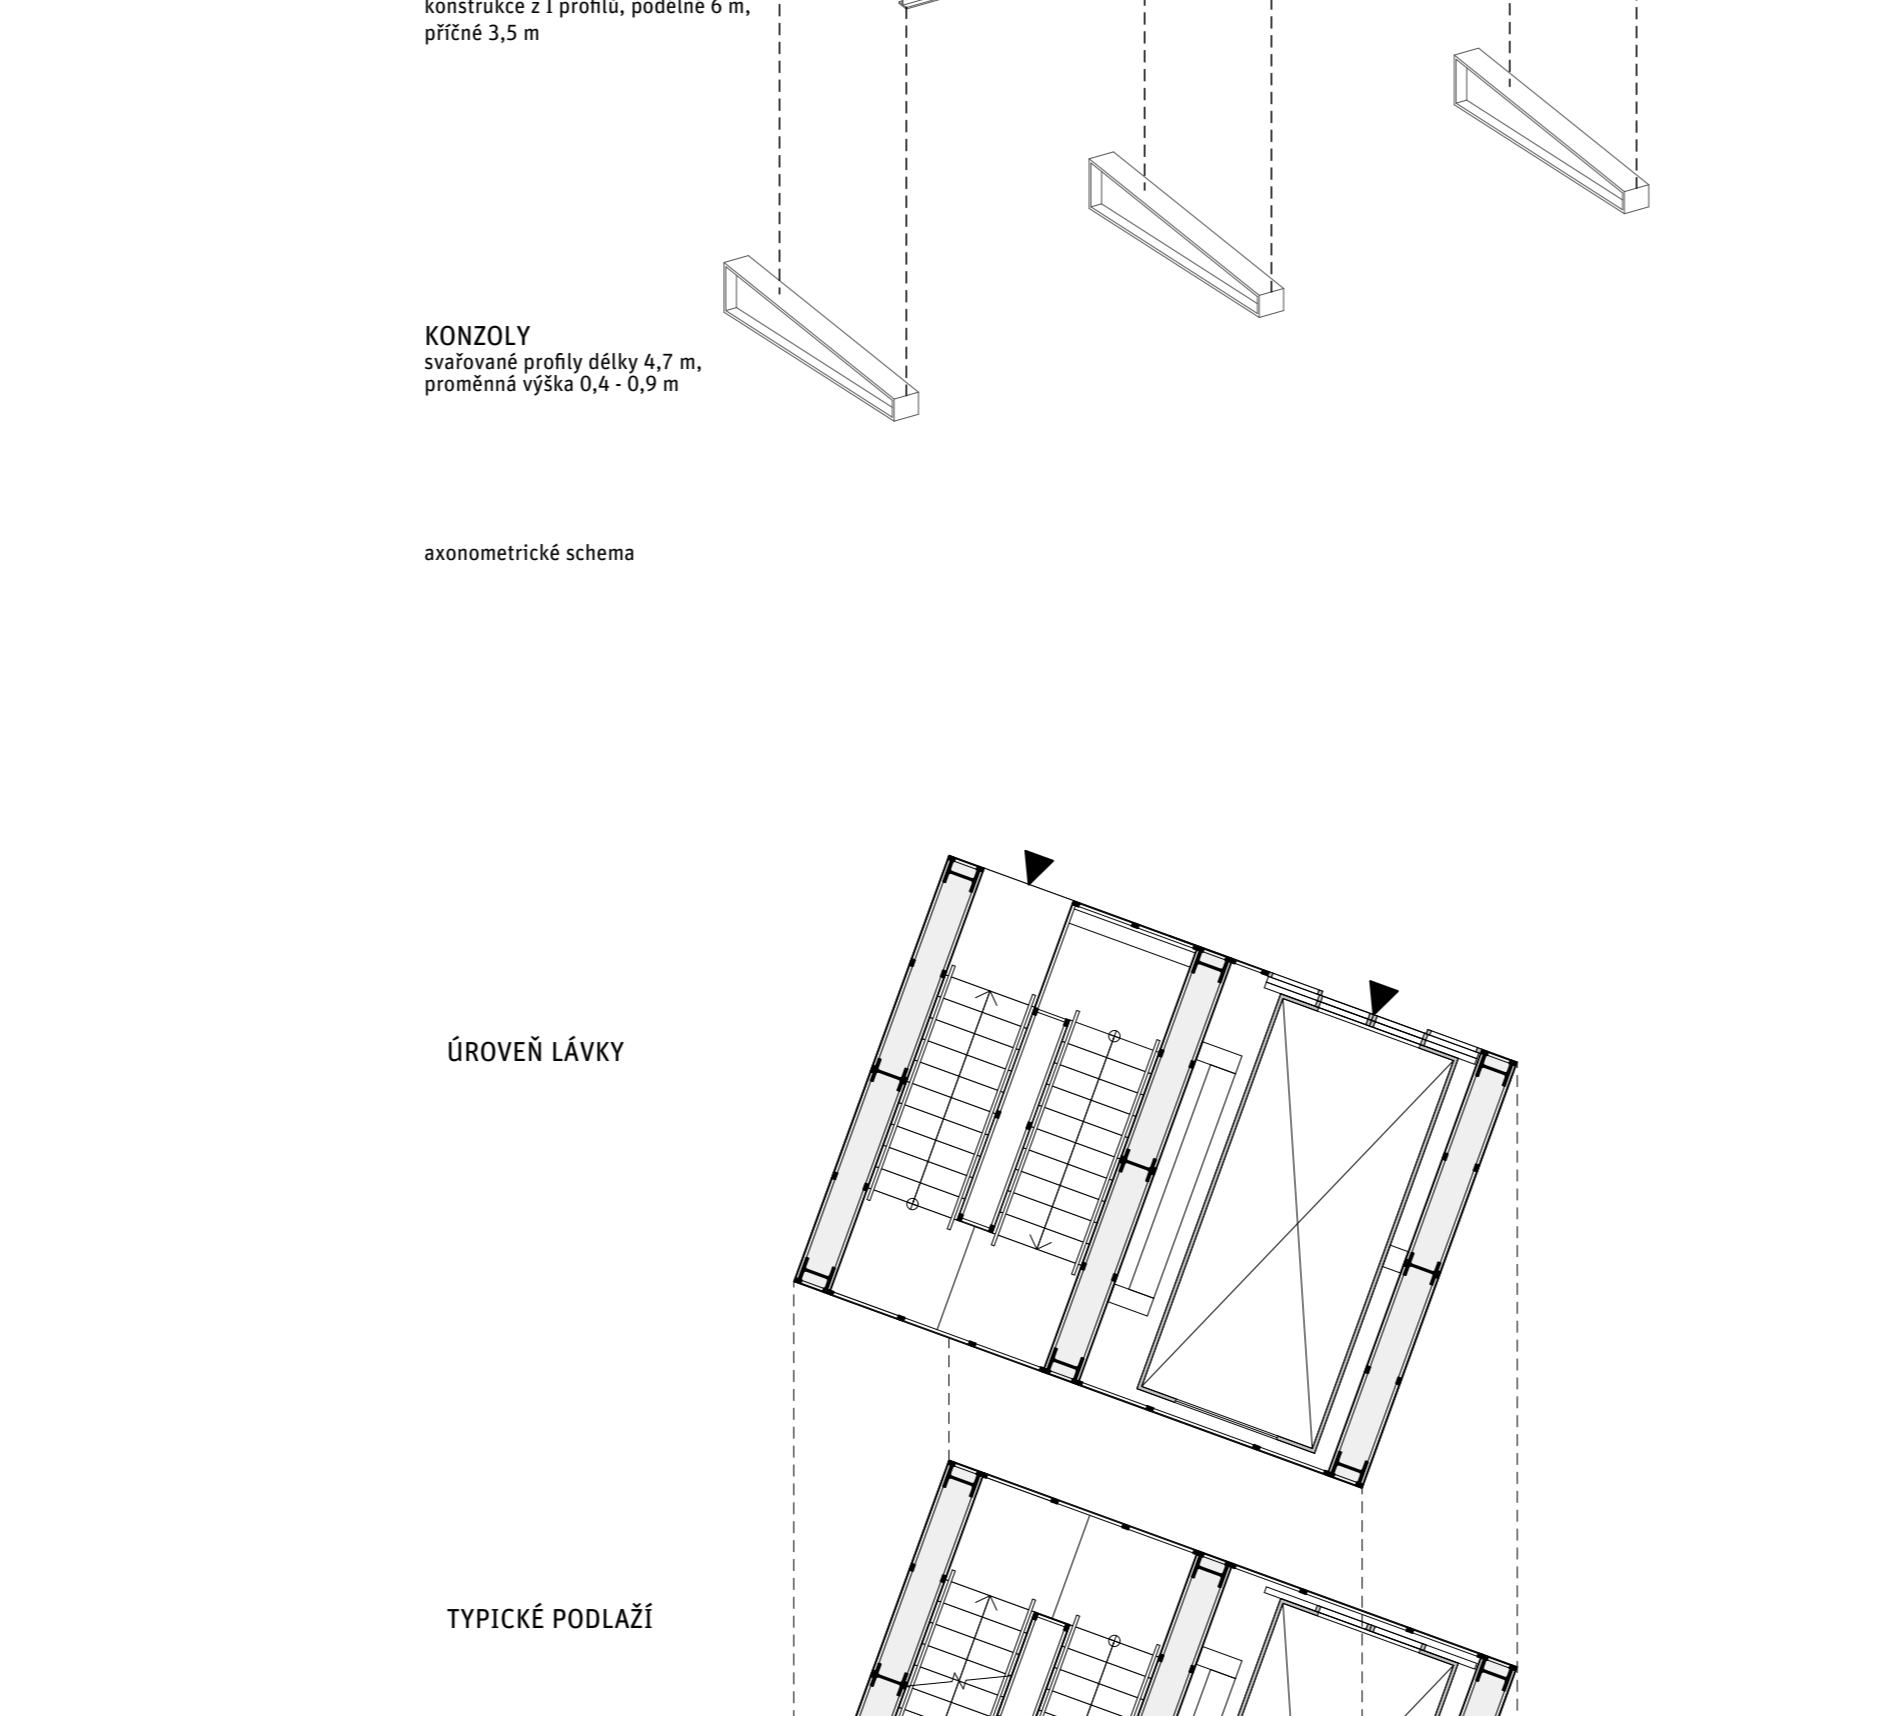 konstrukce z I profilů, podélné 6 m,
příčné 3,5 m
KONZOLY
svařované profily délky 4,7 m,
proměnná výška 0,4 - 0,9 m
axonometrické schema
ÚROVEŇ LÁVKY
TYPICKÉ PODLAŽÍ